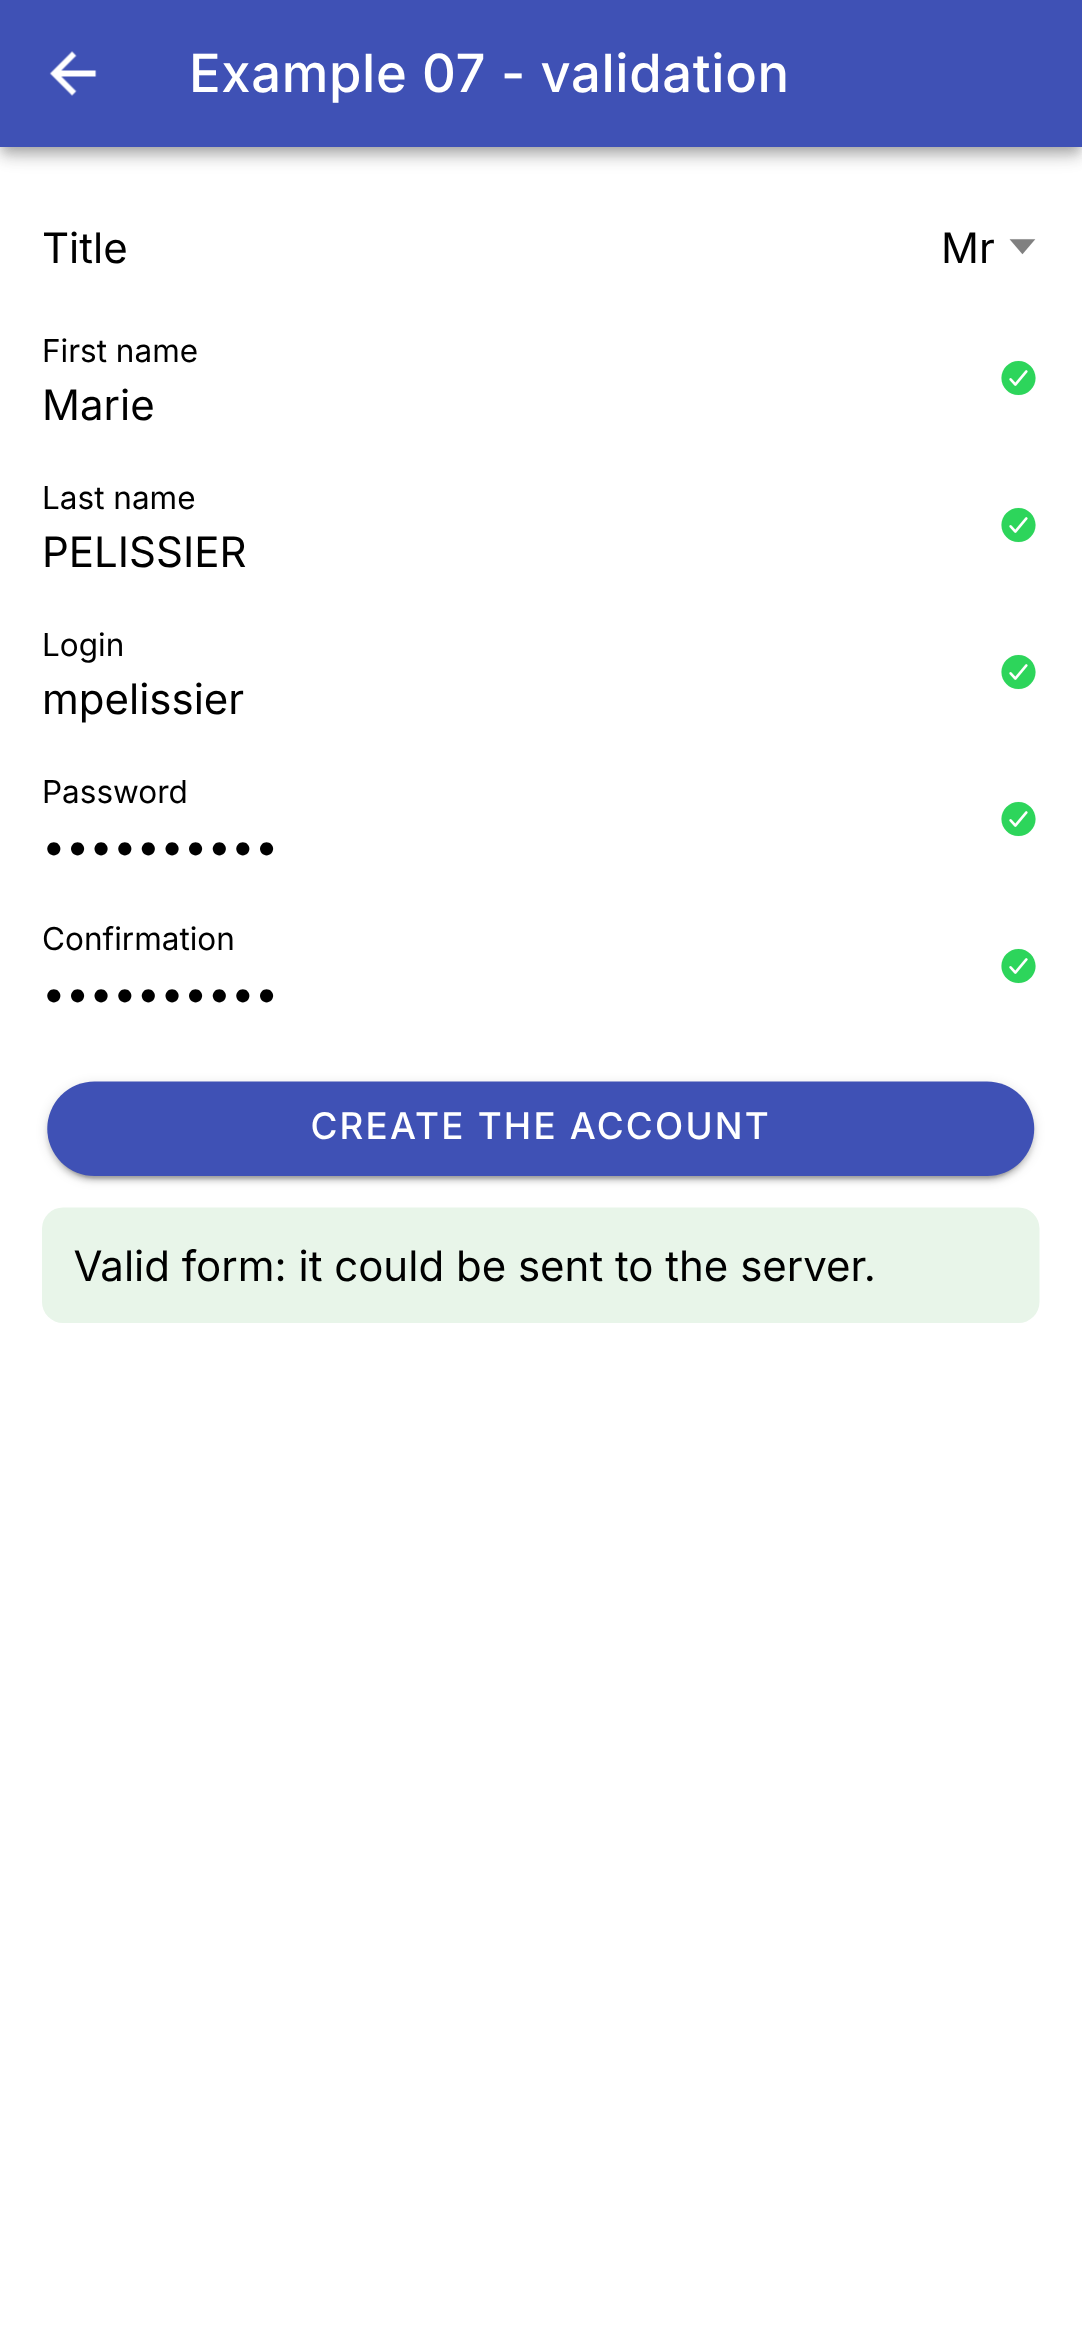 Example 07 - validation
Title
Mr
First name
Marie
Last name
PELISSIER
Login
mpelissier
Password
••••••••••
Confirmation
••••••••••
CREATE THE ACCOUNT
Valid form: it could be sent to the server.